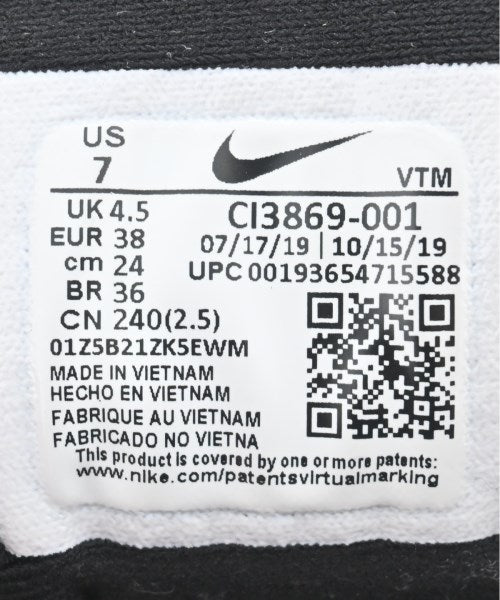 US
7
VTM
UK 4.5
EUR 38
cm 24
BR 36
CN 240(2.5)
CI3869-001
07/17/19 | 10/15/19
UPC 00193654715588
01Z5B21ZK5EWM
MADE IN VIETNAM
HECHO EN VIETNAM
FABRIQUE AU VIETNAM
FABRICADO NO VIETNA
This product is covered by one or more patents:
www.nike.com/patentsvirtualmarking